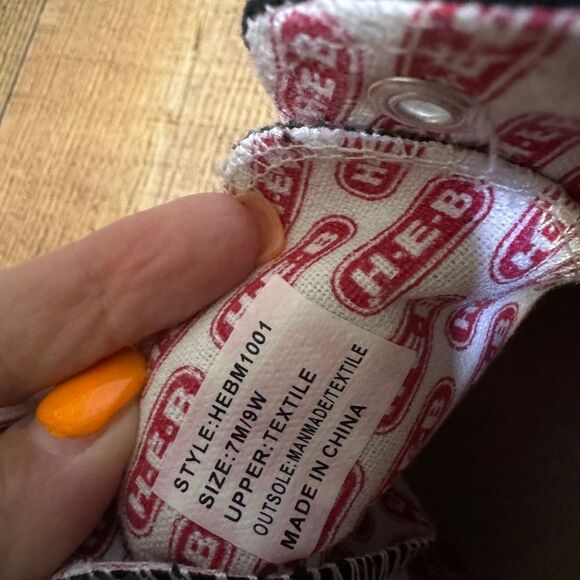 H-E-B
H-E-B
H-E-B
H-E-B
H-E-B
STYLE:HEBM1001
SIZE:7M/9W
UPPER:TEXTILE
OUTSOLE:MANMADE/TEXTILE
MADE IN CHINA
H-E-B